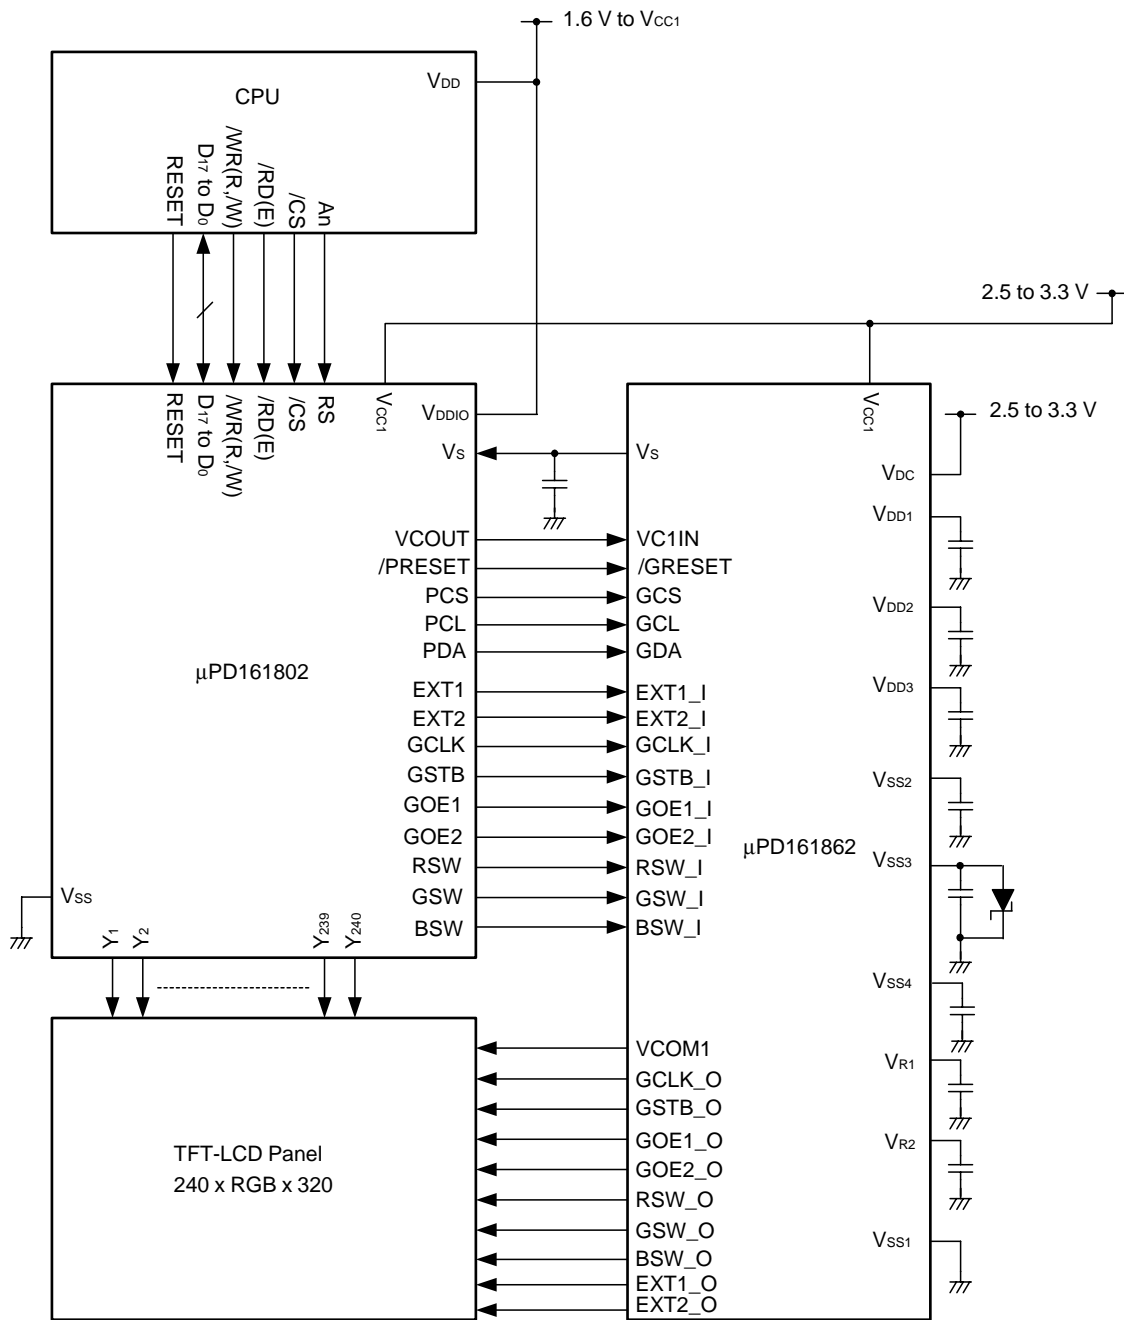 1.6 V to VCC1
VDD
CPU
RESET
D17 to D0
/WR(R,/W)
/RD(E)
/CS
An
2.5 to 3.3 V
RESET
D17 to D0
/WR(R,/W)
/RD(E)
/CS
RS
VCC1
VDDIO
VCC1
2.5 to 3.3 V
VS
VS
VDC
VDD1
VCOUT
VC1IN
/PRESET
/GRESET
PCS
GCS
VDD2
PCL
GCL
PDA
GDA
μPD161802
EXT1
EXT1_I
VDD3
EXT2
EXT2_I
GCLK
GCLK_I
GSTB
GSTB_I
VSS2
GOE1
GOE1_I
GOE2
GOE2_I
μPD161862
RSW
RSW_I
VSS3
VSS
GSW
GSW_I
BSW
BSW_I
Y1
Y2
Y239
Y240
VSS4
VCOM1
VR1
GCLK_O
GSTB_O
GOE1_O
VR2
TFT-LCD Panel
GOE2_O
240 x RGB x 320
RSW_O
GSW_O
VSS1
BSW_O
EXT1_O
EXT2_O